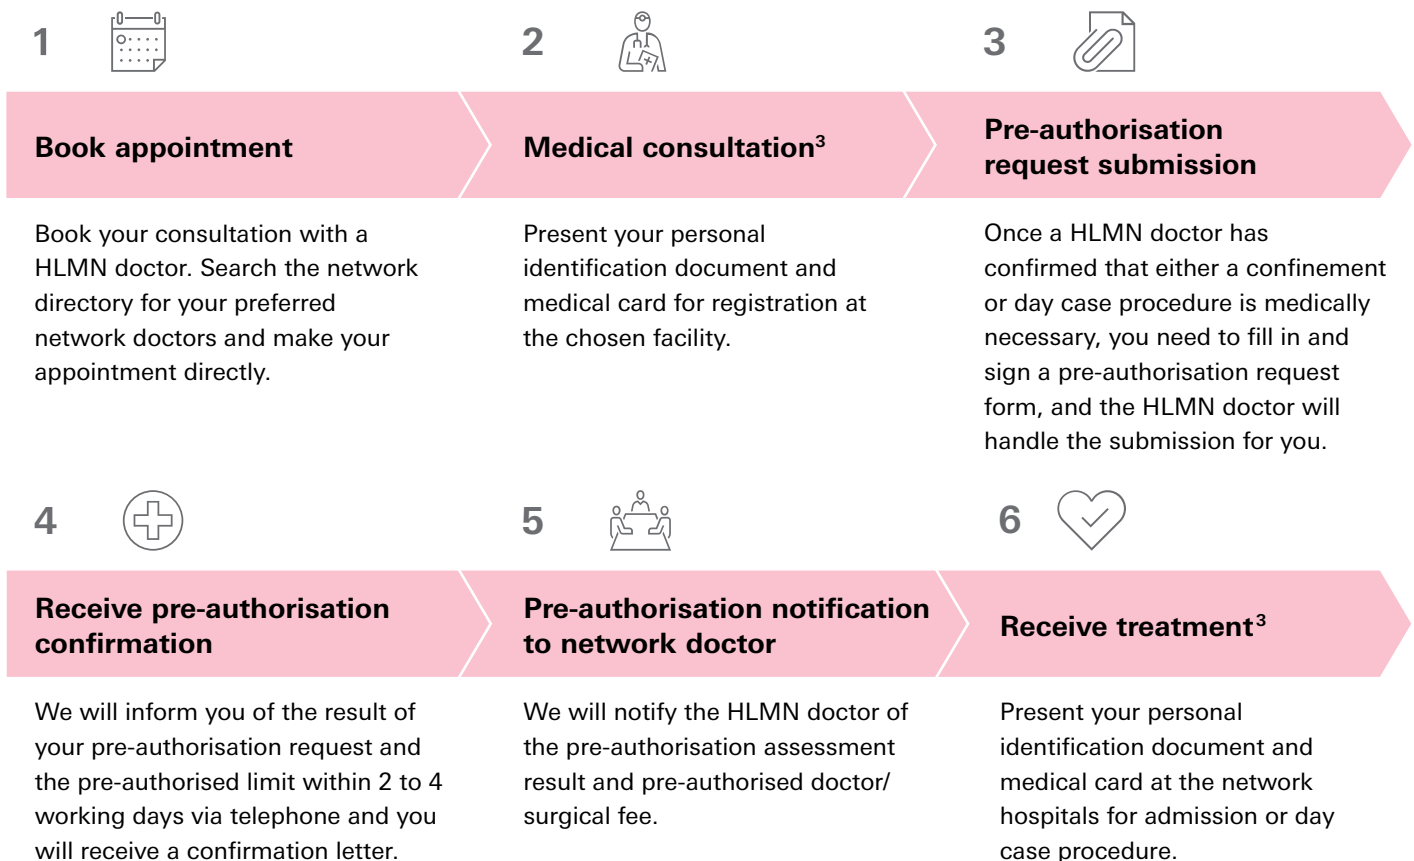 1
2
3
Book appointment
Medical consultation³
Pre-authorisation
request submission
Book your consultation with a
HLMN doctor. Search the network
directory for your preferred
network doctors and make your
appointment directly.
Present your personal
identification document and
medical card for registration at
the chosen facility.
Once a HLMN doctor has
confirmed that either a confinement
or day case procedure is medically
necessary, you need to fill in and
sign a pre-authorisation request
form, and the HLMN doctor will
handle the submission for you.
4
5
6
Receive pre-authorisation
confirmation
Pre-authorisation notification
to network doctor
Receive treatment³
We will inform you of the result of
your pre-authorisation request and
the pre-authorised limit within 2 to 4
working days via telephone and you
will receive a confirmation letter.
We will notify the HLMN doctor of
the pre-authorisation assessment
result and pre-authorised doctor/
surgical fee.
Present your personal
identification document and
medical card at the network
hospitals for admission or day
case procedure.